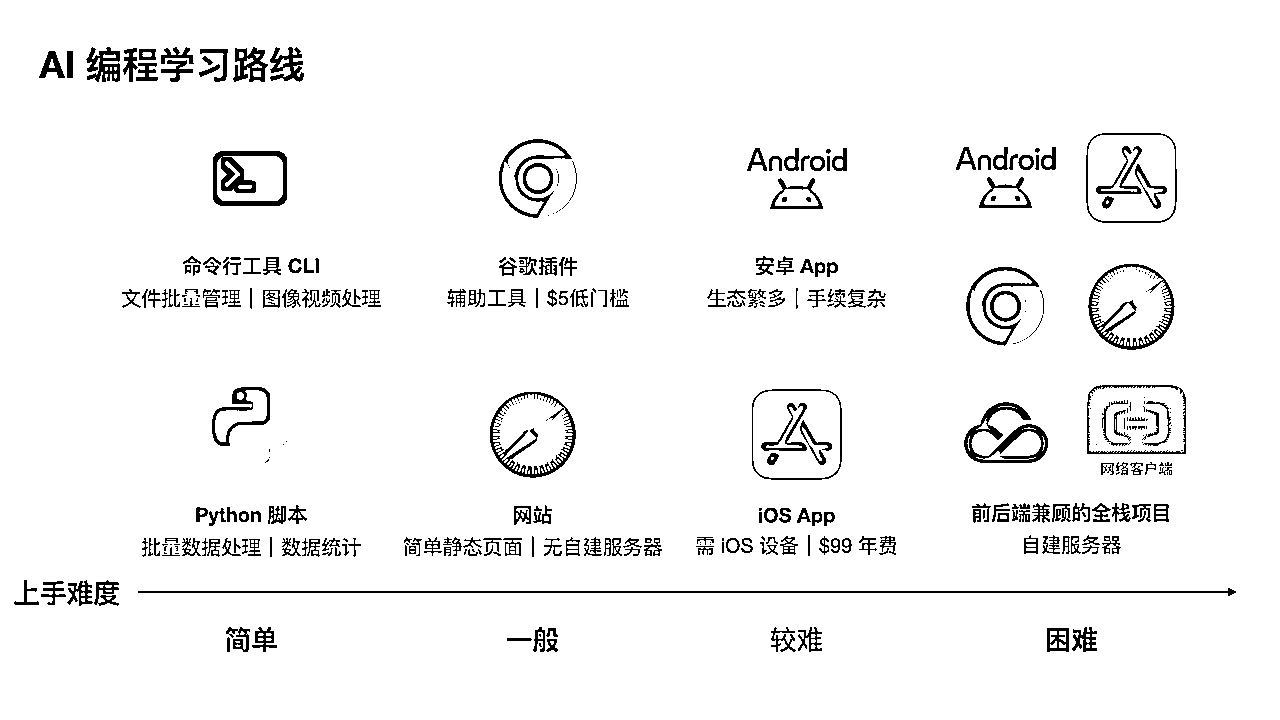 AI 编程学习路线
Android
Android
命令行工具 CLI
文件批量管理｜图像视频处理
谷歌插件
辅助工具｜$5低门槛
安卓 App
生态繁多｜手续复杂
网络客户端
Python 脚本
批量数据处理｜数据统计
网站
简单静态页面｜无自建服务器
iOS App
需 iOS 设备｜$99 年费
前后端兼顾的全栈项目
自建服务器
上手难度
简单
一般
较难
困难